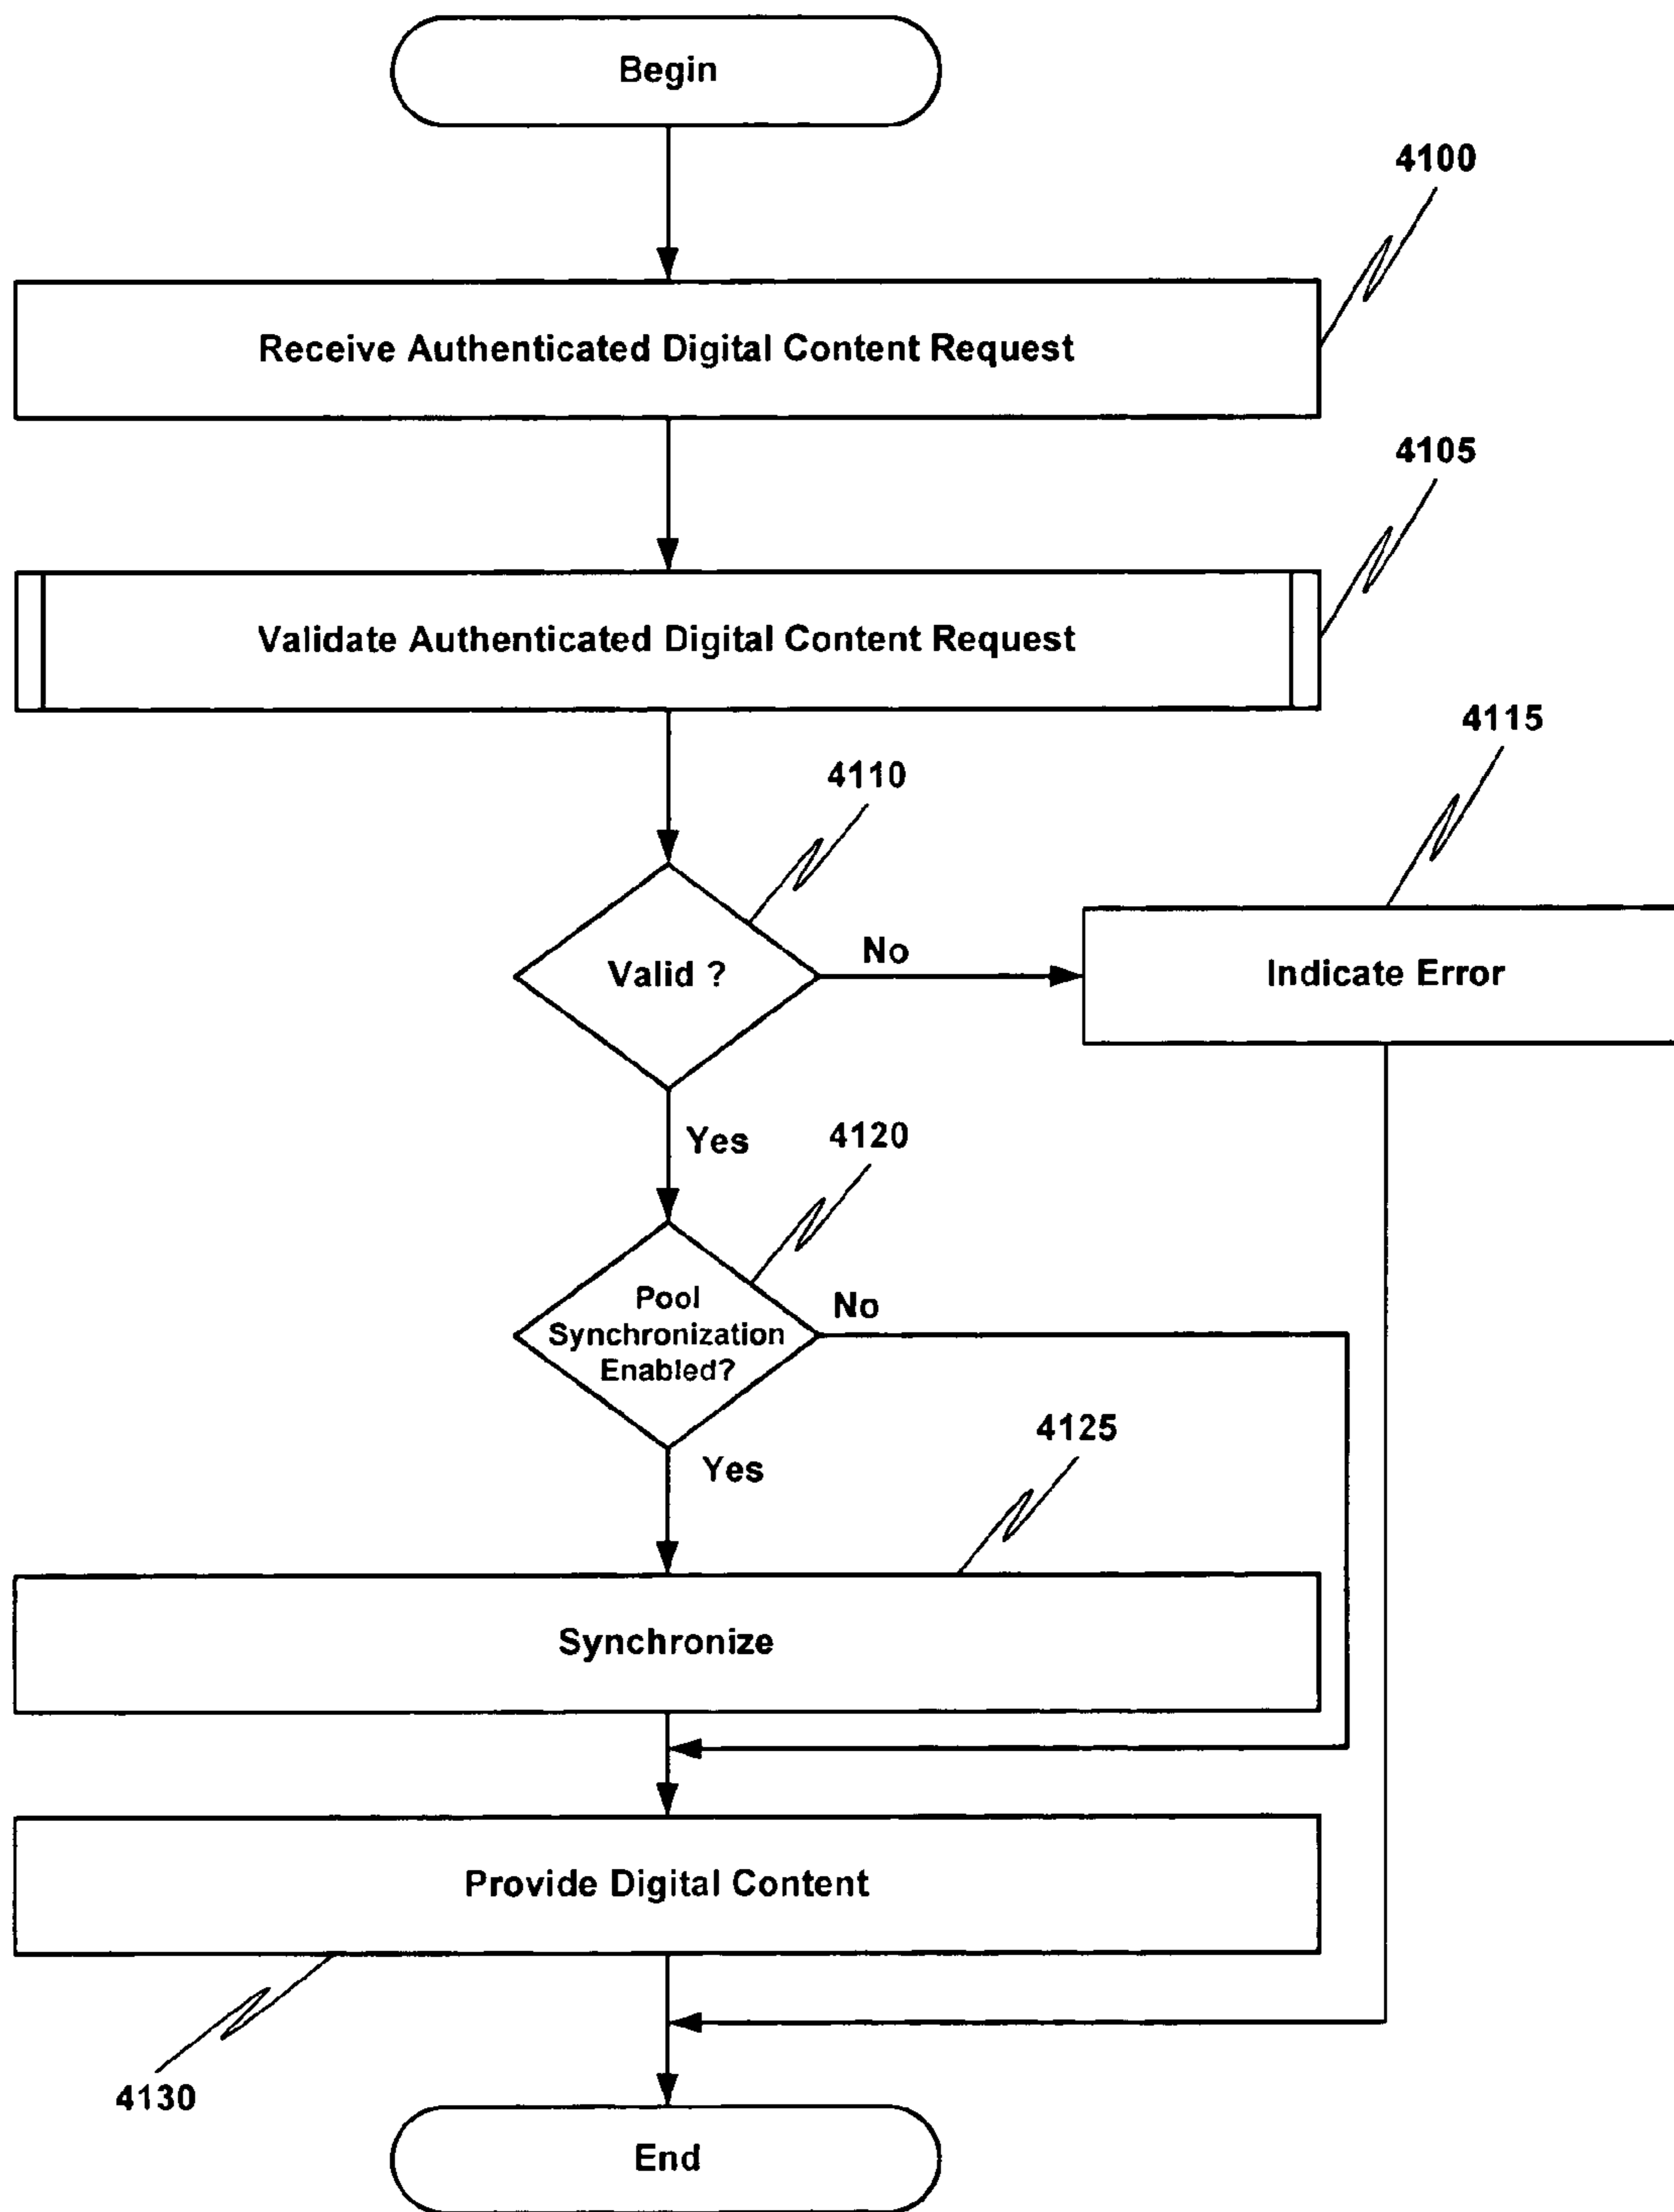 Begin
4100
Receive Authenticated Digital Content Request
4105
Validate Authenticated Digital Content Request
4115
4110
Valid ?
No
Indicate Error
Yes
4120
Pool
Synchronization
Enabled?
No
Yes
4125
Synchronize
Provide Digital Content
4130
End